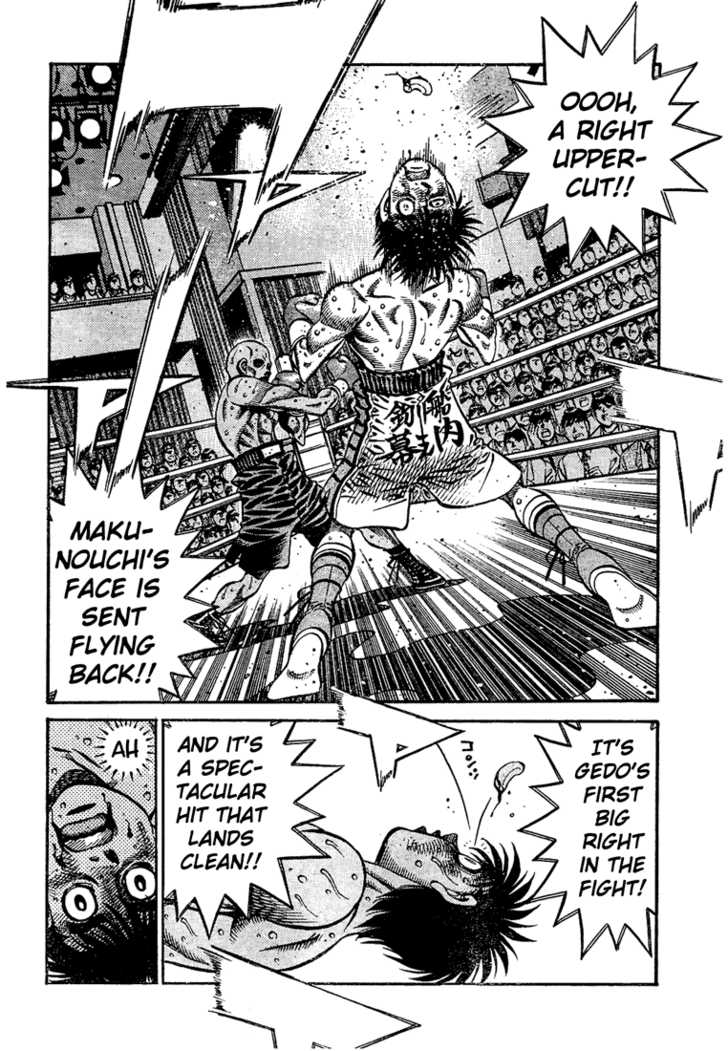 OOOH,
A RIGHT
UPPER-
CUT!!
MAKU-
NOUCHI'S
FACE IS
SENT
FLYING
BACK!!
IT'S
GEDO'S
FIRST
BIG
RIGHT
IN THE
FIGHT!
AND IT'S
A SPEC-
TACULAR
HIT THAT
LANDS
CLEAN!!
AH